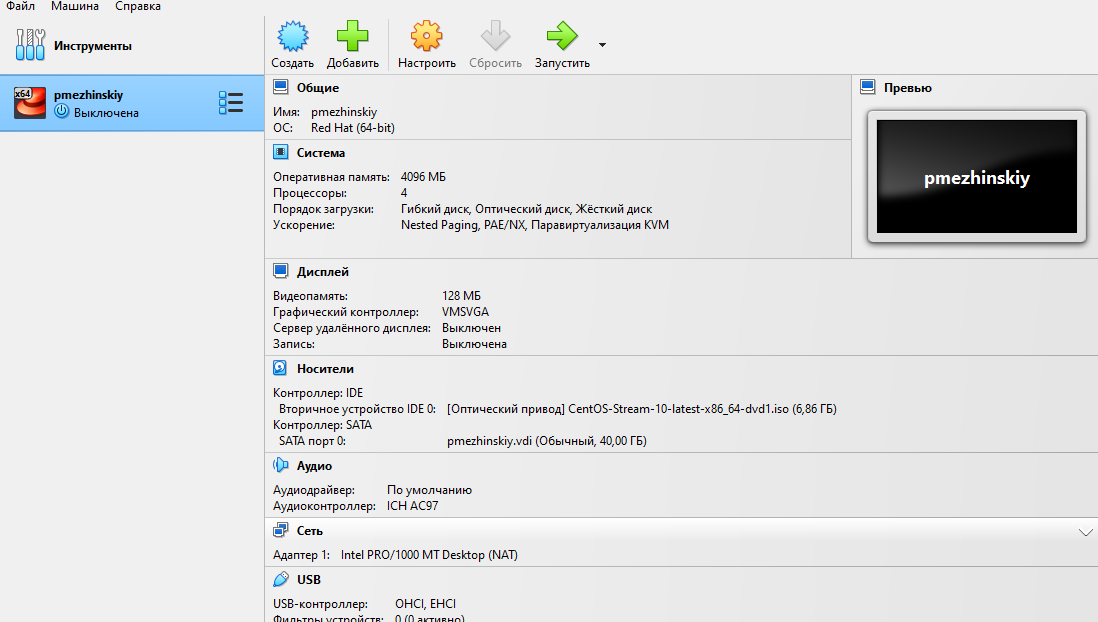 Файл Машина Справка
Инструменты
Создать Добавить Настроить Сбросить Запустить
x64 pmezhinskiy
Выключена
Общие
Имя: pmezhinskiy
ОС: Red Hat (64-bit)
Превью
pmezhinskiy
Система
Оперативная память: 4096 МБ
Процессоры: 4
Порядок загрузки: Гибкий диск, Оптический диск, Жёсткий диск
Ускорение: Nested Paging, PAE/NX, Паравиртуализация KVM
Дисплей
Видеопамять: 128 МБ
Графический контроллер: VMSVGA
Сервер удалённого дисплея: Выключен
Запись: Выключена
Носители
Контроллер: IDE
Вторичное устройство IDE 0: [Оптический привод] CentOS-Stream-10-latest-x86_64-dvd1.iso (6,86 ГБ)
Контроллер: SATA
SATA порт 0: pmezhinskiy.vdi (Обычный, 40,00 ГБ)
Аудио
Аудиодрайвер: По умолчанию
Аудиоконтроллер: ICH AC97
Сеть
Адаптер 1: Intel PRO/1000 MT Desktop (NAT)
USB
USB-контроллер: OHCI, EHCI
Фильтры устройств: 0 (0 активно)